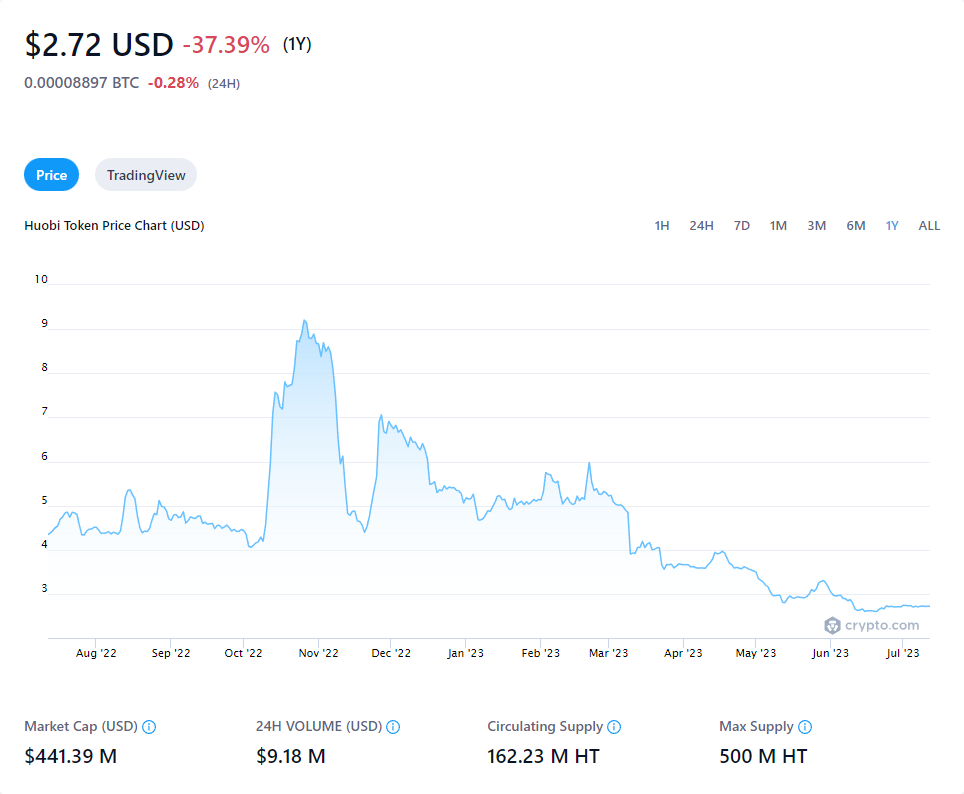 $2.72 USD -37.39% (1Y)
0.00008897 BTC -0.28% (24H)
Price TradingView
Huobi Token Price Chart (USD) 1H 24H 7D 1M 3M 6M 1Y ALL
10
9
8
7
6
5
4
3
crypto.com
Aug '22 Sep '22 Oct '22 Nov '22 Dec '22 Jan '23 Feb '23 Mar '23 Apr '23 May '23 Jun '23 Jul '23
Market Cap (USD) 24H VOLUME (USD) Circulating Supply Max Supply
$441.39 M $9.18 M 162.23 M HT 500 M HT